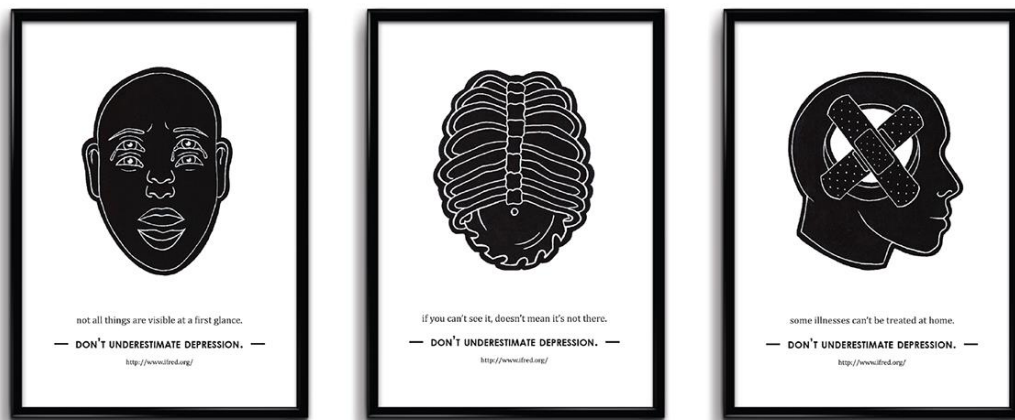 not all things are visible at a first glance.
DON'T UNDERESTIMATE DEPRESSION.
http://www.ifred.org/
if you can't see it, doesn't mean it's not there.
DON'T UNDERESTIMATE DEPRESSION.
http://www.ifred.org/
some illnesses can't be treated at home.
DON'T UNDERESTIMATE DEPRESSION.
http://www.ifred.org/